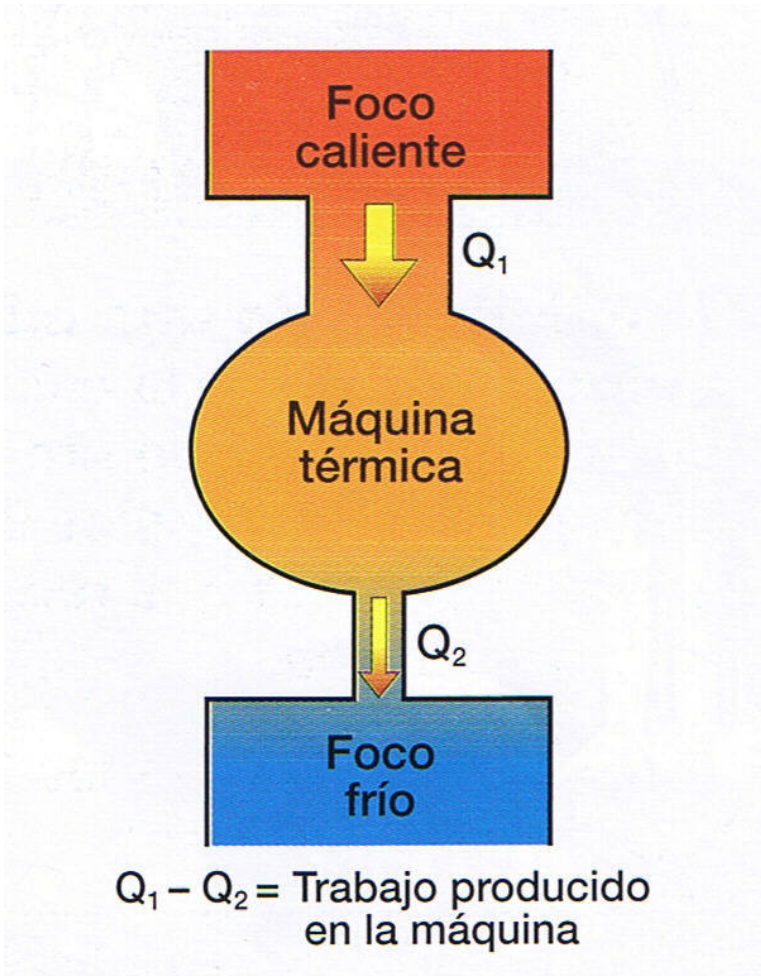 Foco
caliente
Q₁
Máquina
térmica
Q₂
Foco
frío
Q₁ – Q₂ = Trabajo producido
en la máquina